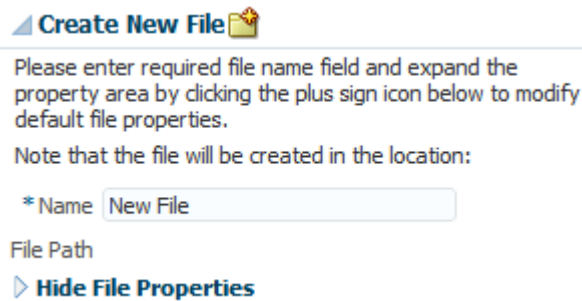 Create New File
Please enter required file name field and expand the
property area by clicking the plus sign icon below to modify
default file properties.
Note that the file will be created in the location:
* Name New File
File Path
Hide File Properties